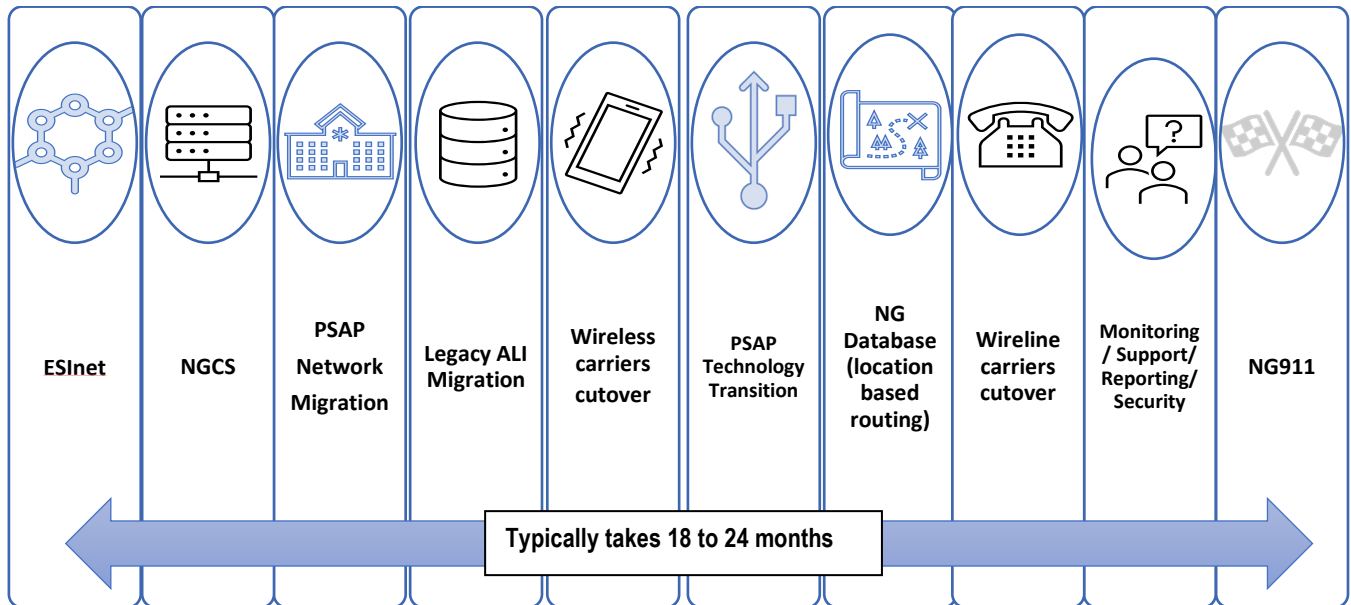 ESInet
NGCS
PSAP
Network
Migration
Legacy ALI
Migration
Wireless
carriers
cutover
PSAP
Technology
Transition
NG
Database
(location
based
routing)
Wireline
carriers
cutover
?
Monitoring
/ Support/
Reporting/
Security
NG911
Typically takes 18 to 24 months